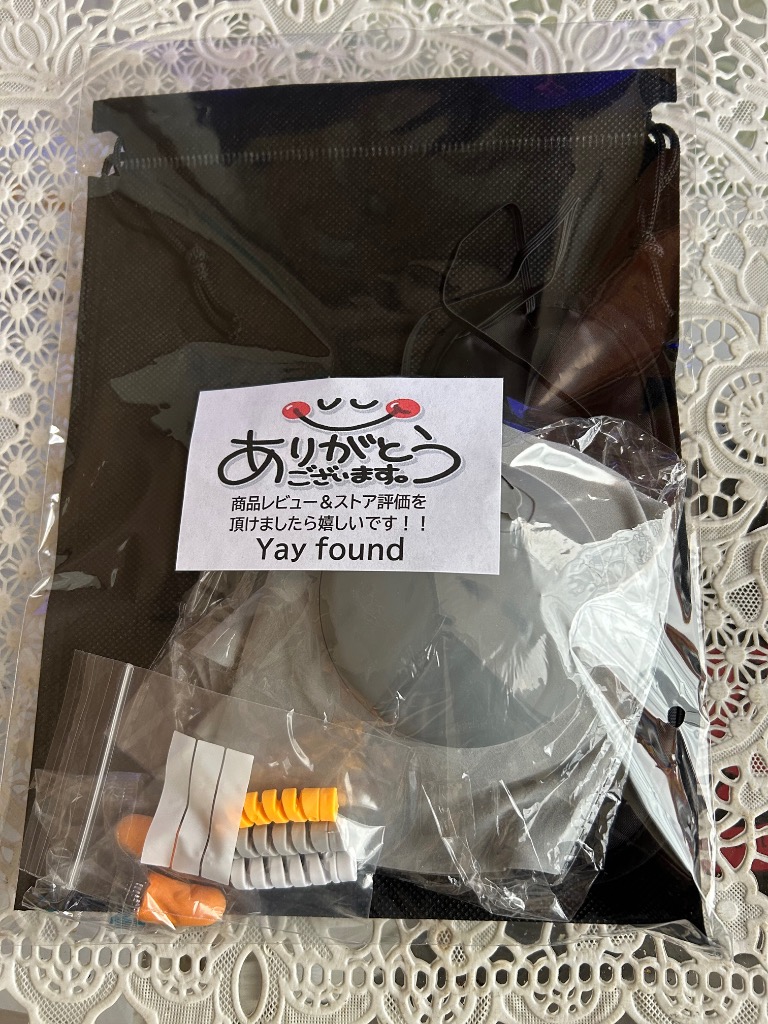 ありがとう
ございます。
商品レビュー＆ストア評価を
頂けましたら嬉しいです！！
Yay found